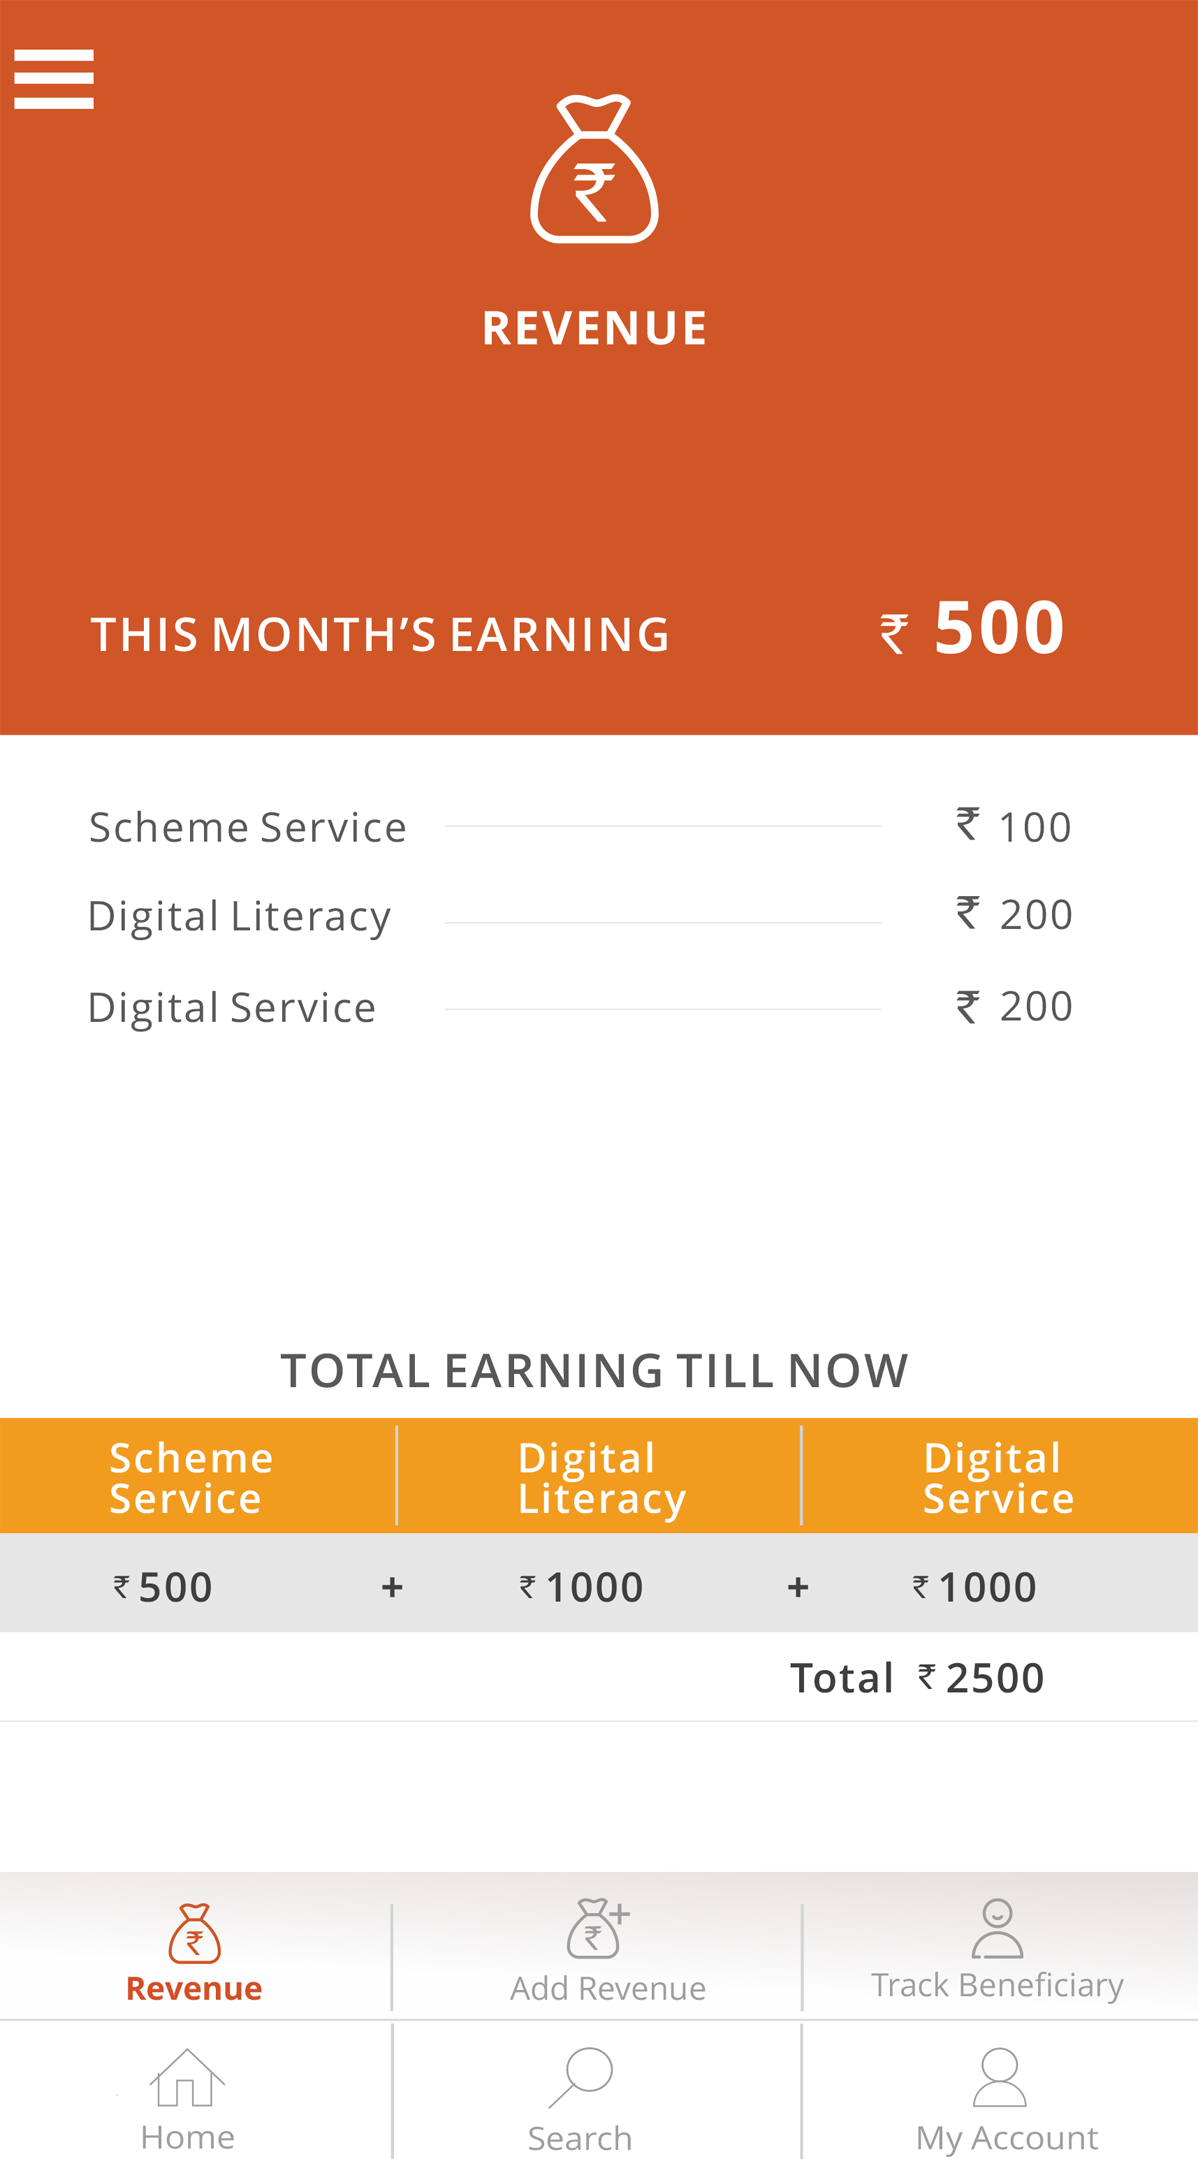 ₹
REVENUE
THIS MONTH’S EARNING ₹ 500
Scheme Service ₹ 100
Digital Literacy ₹ 200
Digital Service ₹ 200
TOTAL EARNING TILL NOW
Scheme Service
Digital Literacy
Digital Service
₹ 500 + ₹ 1000 + ₹ 1000
Total ₹ 2500
₹ ₹+
Revenue Add Revenue Track Beneficiary
Home Search My Account